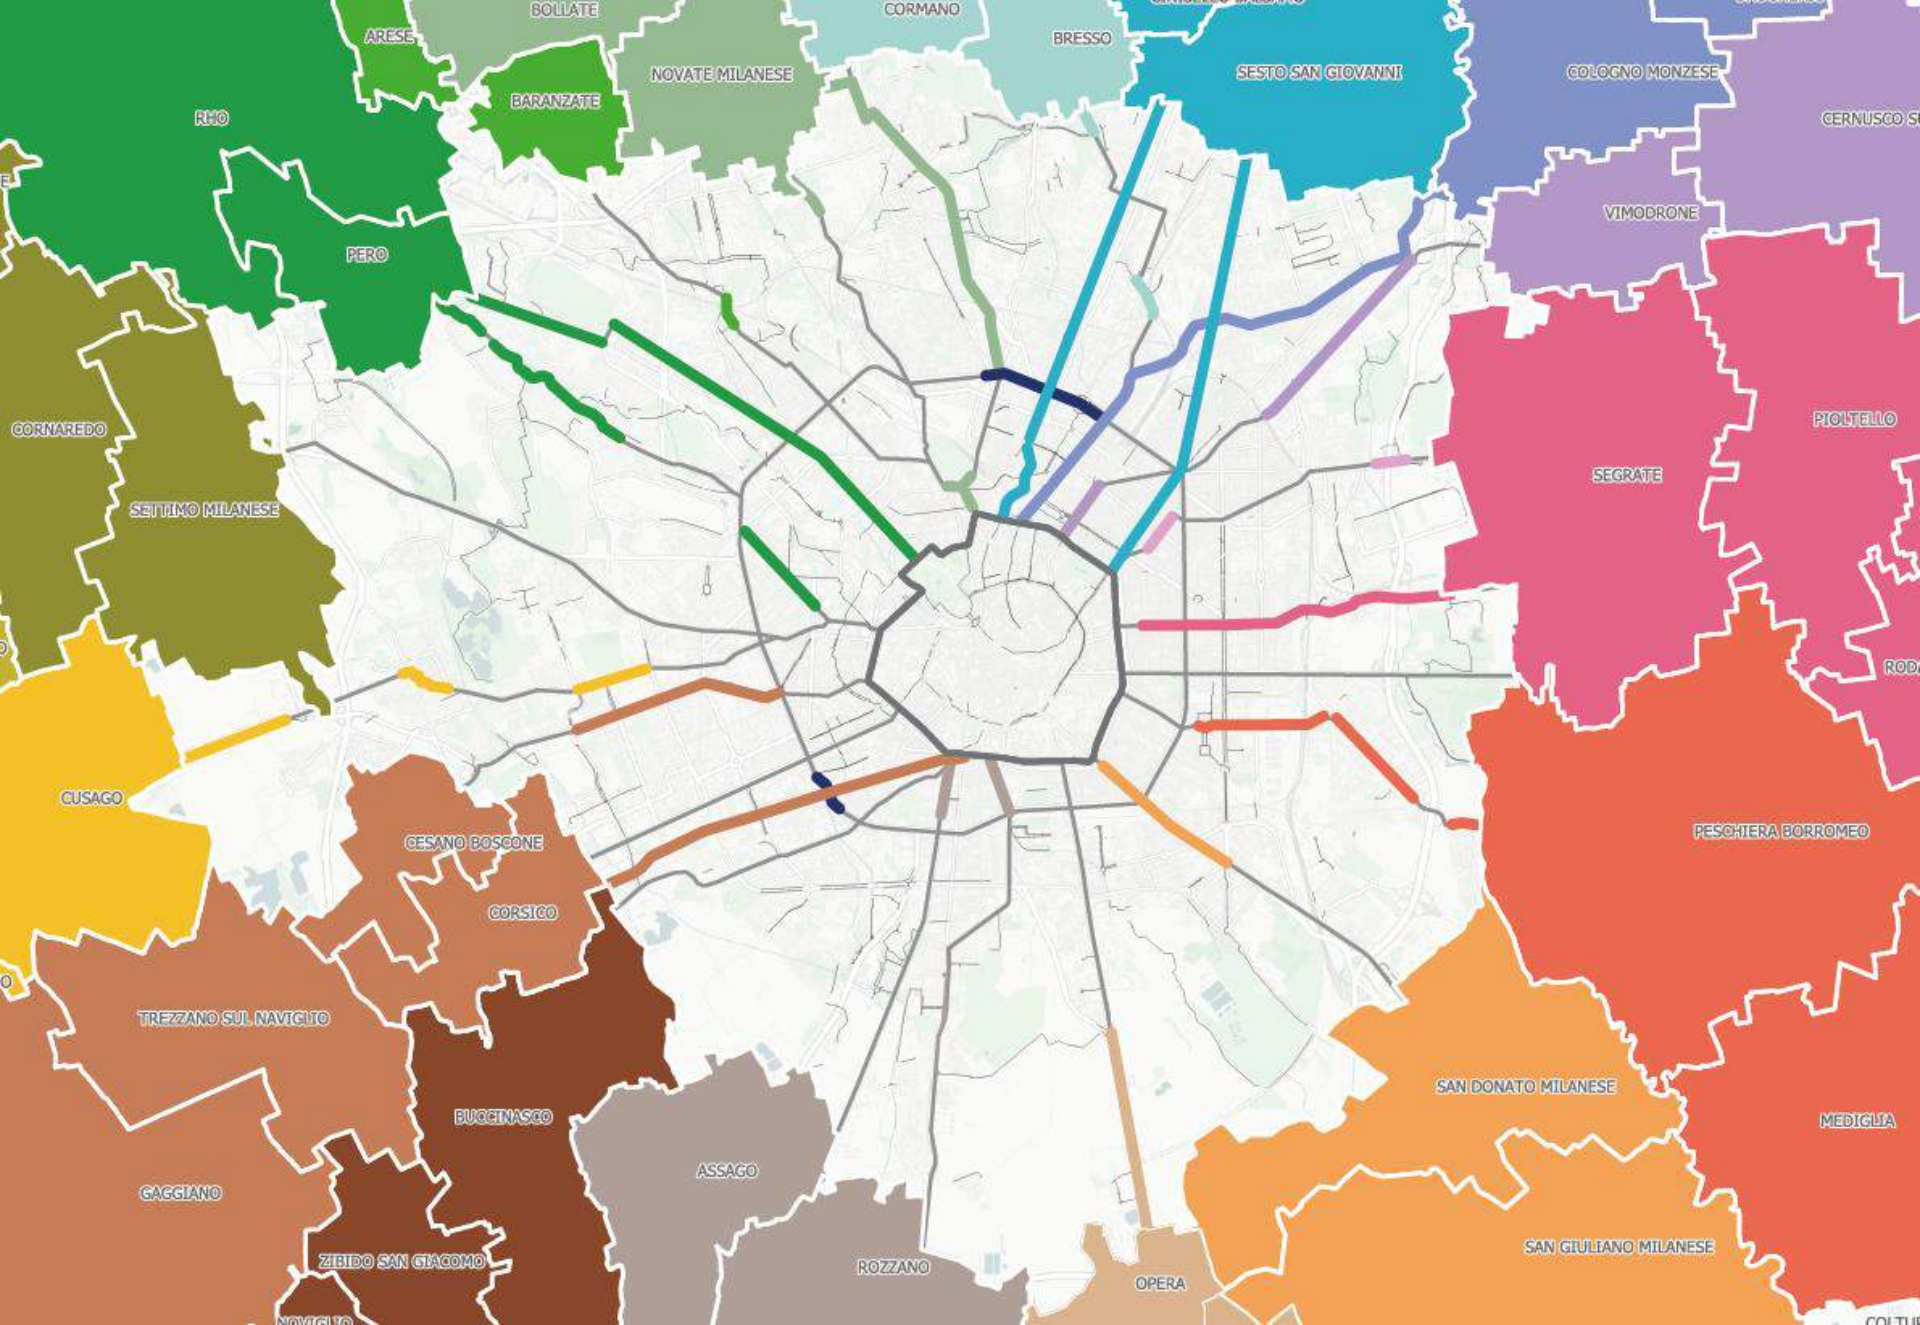 BOLLATE
CORMANO
ARESE
BRESSO
NOVATE MILANESE
SESTO SAN GIOVANNI
COLOGNO MONZESE
BARANZATE
RHO
CERNUSCO S
E
VIMODRONE
PERO
PIOLTELLO
CORNAREDO
SEGRATE
SETTIMO MILANESE
O
ROD
CUSAGO
PESCHIERA BORROMEO
CESANO BOSCONE
CORSICO
O
TREZZANO SUL NAVIGLIO
SAN DONATO MILANESE
BUCCINASCO
MEDIGLIA
ASSAGO
GAGGIANO
SAN GIULIANO MILANESE
ZIBIDO SAN GIACOMO
ROZZANO
OPERA
NOVIGLIO
COLTU